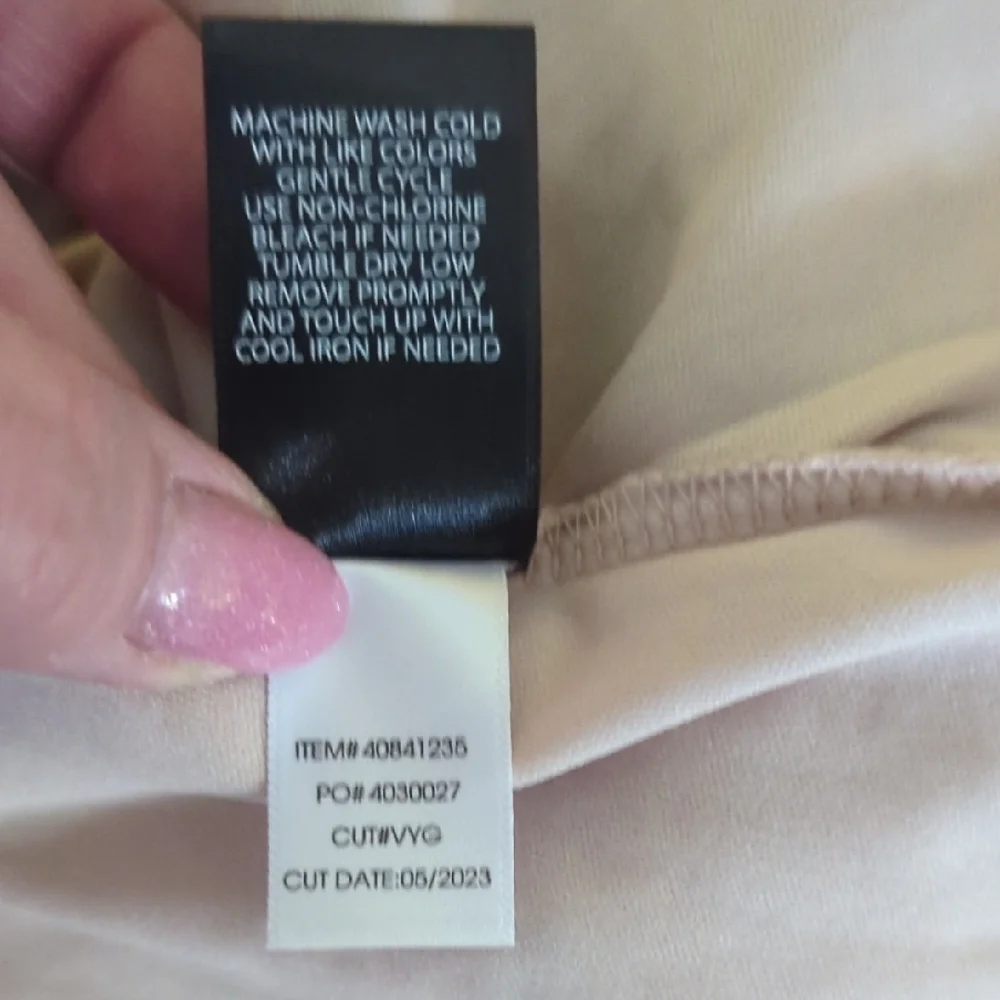 MACHINE WASH COLD
WITH LIKE COLORS
GENTLE CYCLE
USE NON-CHLORINE
BLEACH IF NEEDED
TUMBLE DRY LOW
REMOVE PROMPTLY
AND TOUCH UP WITH
COOL IRON IF NEEDED
ITEM# 40841235
PO# 4030027
CUT#VYG
CUT DATE:05/2023